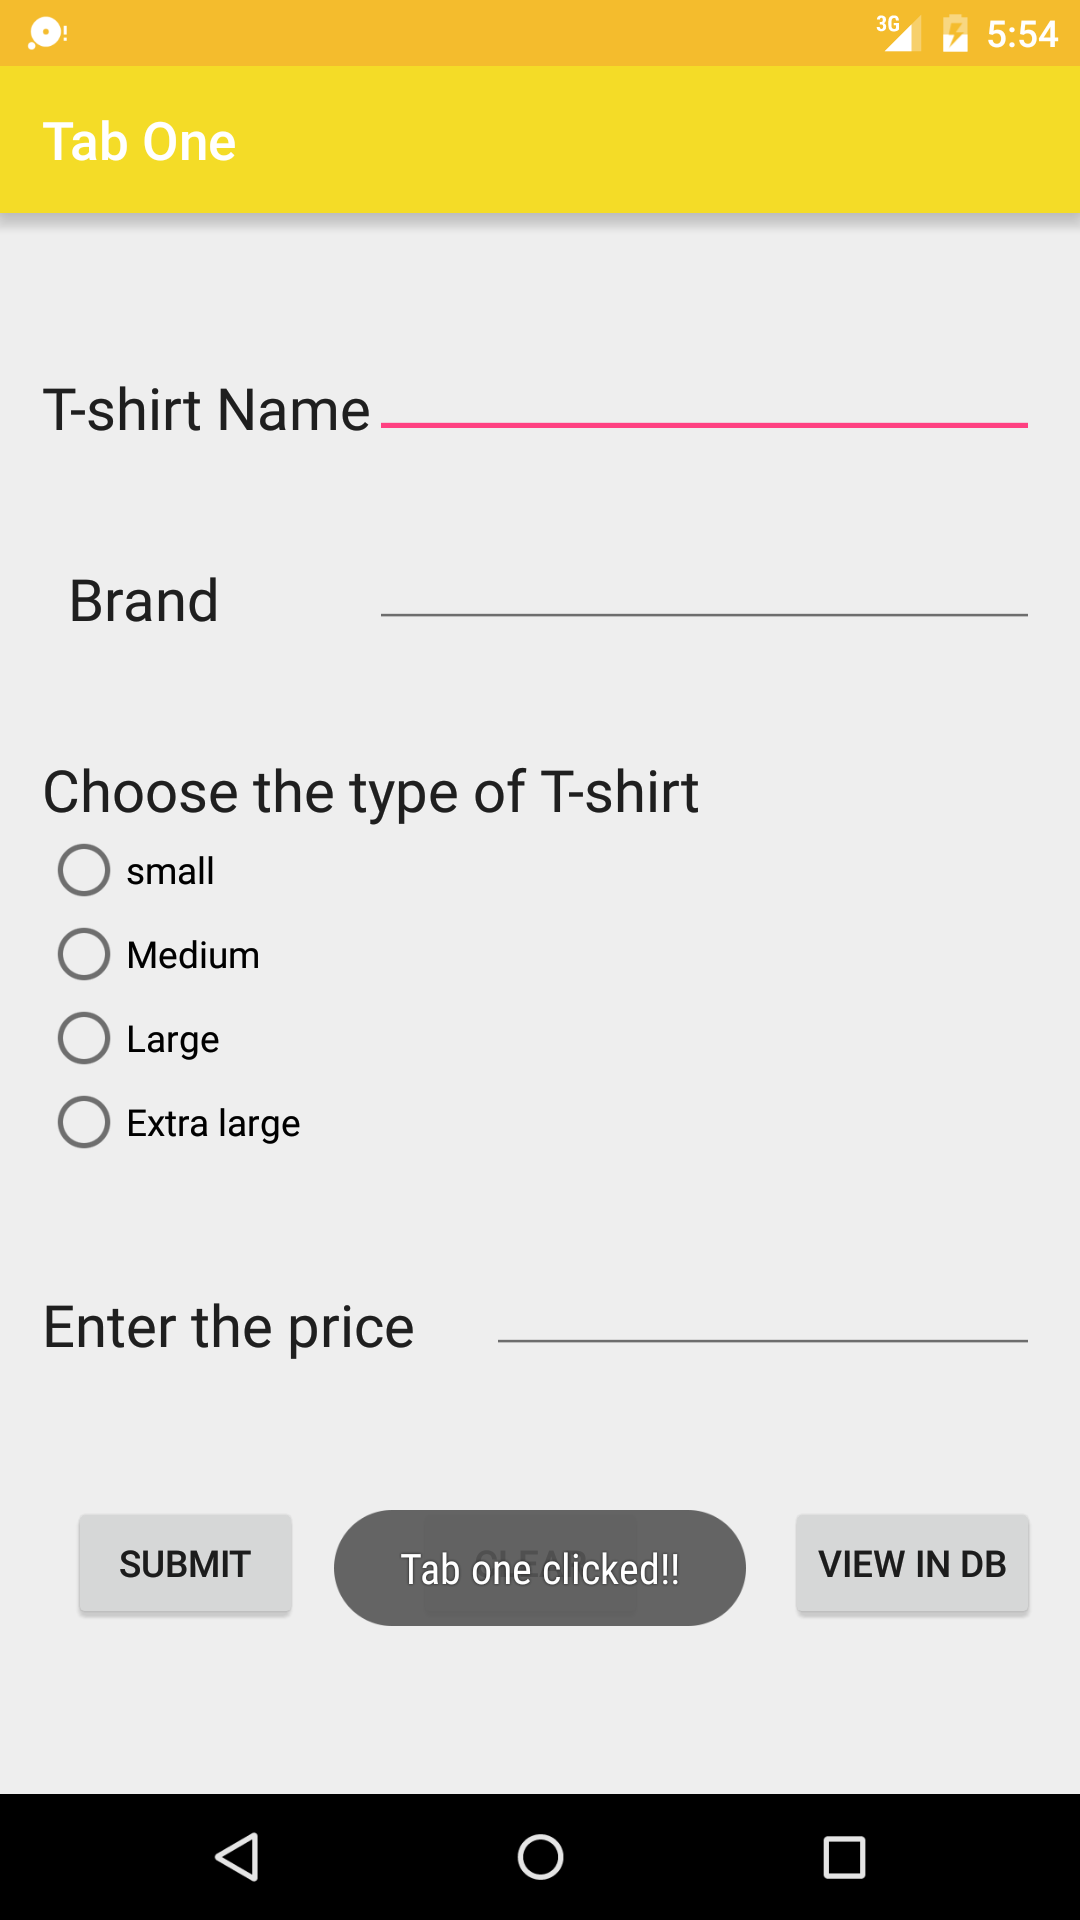 3G 5:54
Tab One
T-shirt Name
Brand
Choose the type of T-shirt
small
Medium
Large
Extra large
Enter the price
SUBMIT Tab one clicked!! VIEW IN DB